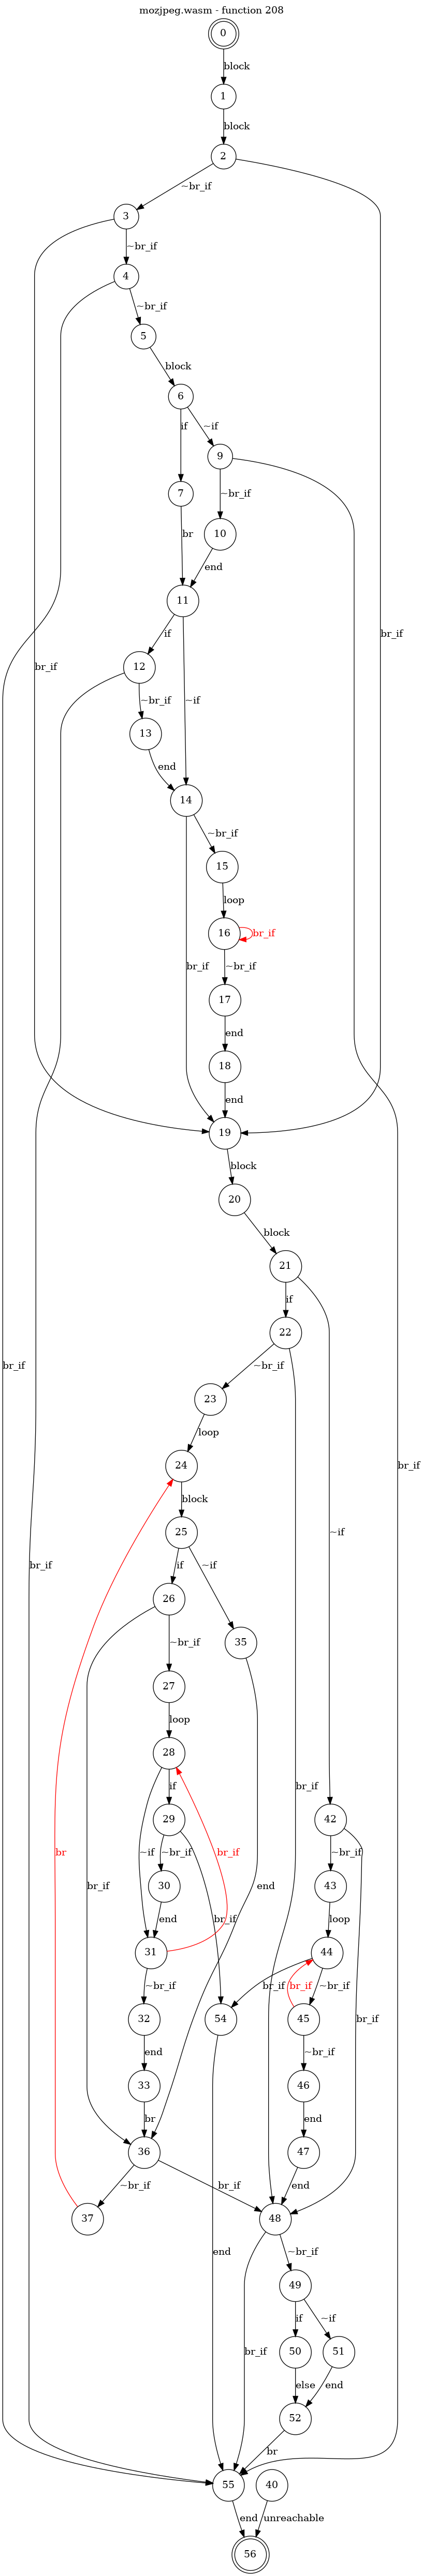 mozjpeg.wasm - function 208
0
block
1
block
2
~br_if
3
~br_if
br_if
4
~br_if
5
block
6
if
~if
9
7
~br_if
br
10
end
11
if
br_if
br_if
12
~br_if
~if
13
end
14
~br_if
15
loop
16
br_if
br_if
~br_if
17
end
18
end
19
block
20
block
21
if
22
br_if
~br_if
23
loop
24
br_if
block
25
~if
br_if
if
~if
26
35
~br_if
27
loop
28
if
br_if
29
42
br
~if
br_if
~br_if
~br_if
30
43
br_if
end
end
br_if
loop
31
44
~br_if
br_if
br_if
~br_if
br_if
32
54
45
end
~br_if
33
46
br
end
36
47
~br_if
br_if
end
37
48
~br_if
49
end
if
~if
50
51
br_if
else
end
52
br
55
40
end
unreachable
56